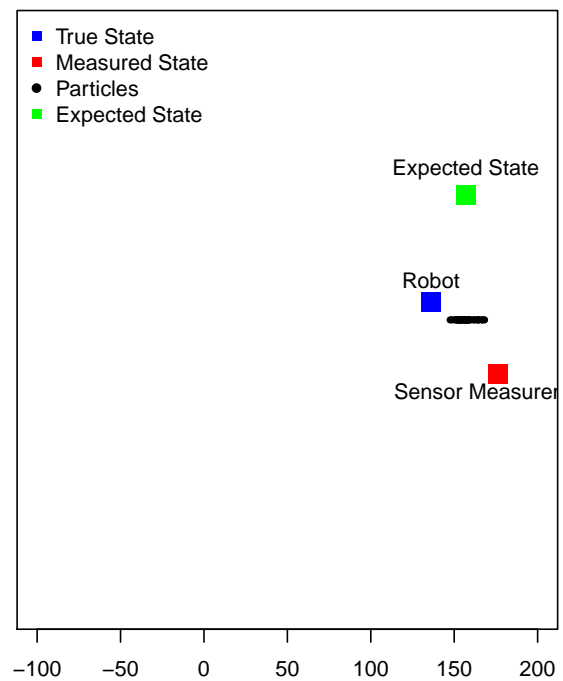 True State
Measured State
Particles
Expected State
Expected State
Robot
Sensor Measurer
−100 −50 0 50 100 150 200